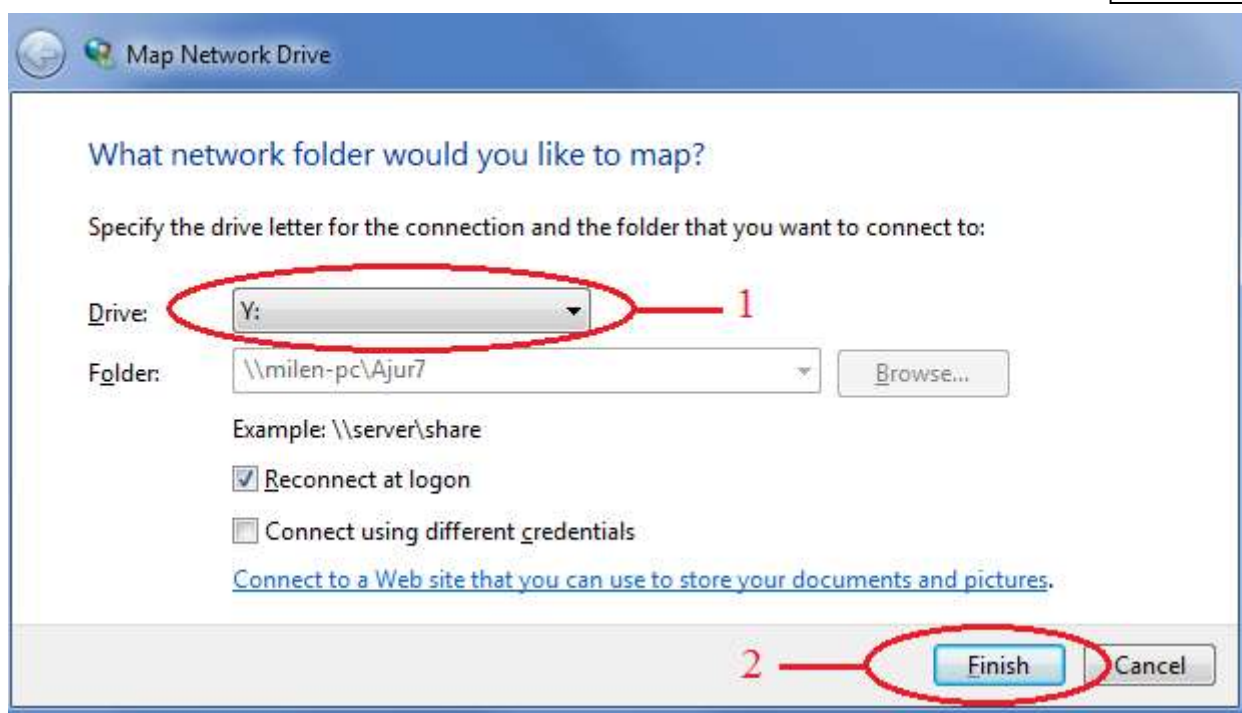 Map Network Drive
What network folder would you like to map?
Specify the drive letter for the connection and the folder that you want to connect to:
Drive: Y: 1
Folder: \\milen-pc\Ajur7 Browse...
Example: \\server\share
Reconnect at logon
Connect using different credentials
Connect to a Web site that you can use to store your documents and pictures.
2 Finish Cancel